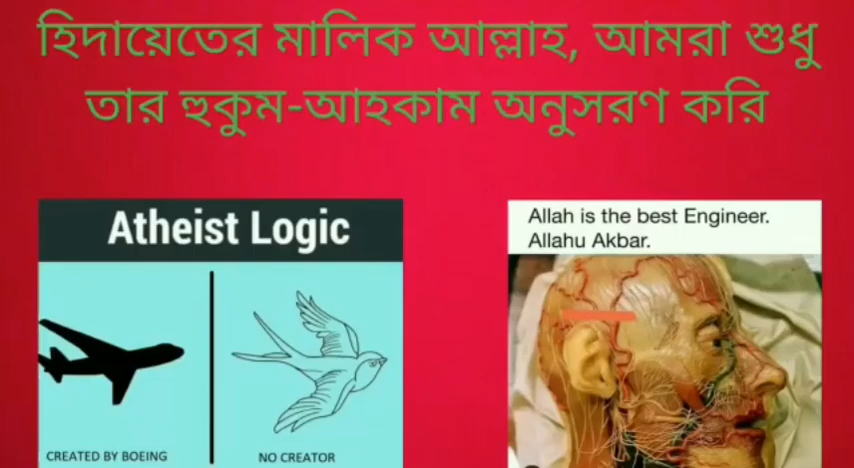 হিদায়েতের মালিক আল্লাহ, আমরা শুধু
তার হুকুম-আহকাম অনুসরণ করি
Atheist Logic
CREATED BY BOEING
NO CREATOR
Allah is the best Engineer.
Allahu Akbar.